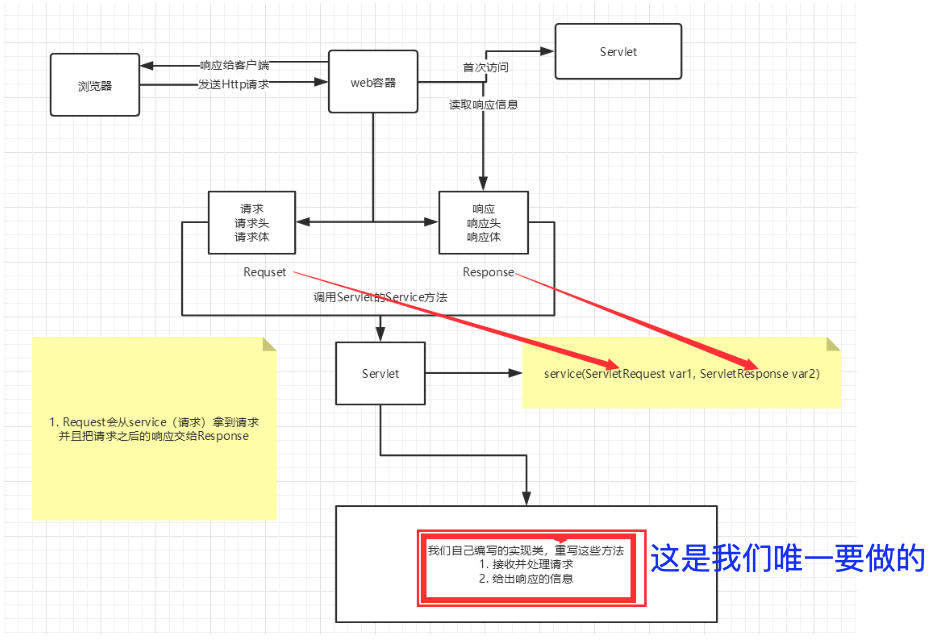 Servlet
响应给客户端
首次访问
浏览器
发送Http请求
web容器
读取响应信息
请求
请求头
请求体
响应
响应头
响应体
Requset
Response
调用Servlet的Service方法
Servlet
service(ServletRequest var1, ServletResponse var2)
1. Request会从service（请求）拿到请求
并且把请求之后的响应交给Response
我们自己编写的实现类，重写这些方法
1. 接收并处理请求
2. 给出响应的信息
这是我们唯一要做的